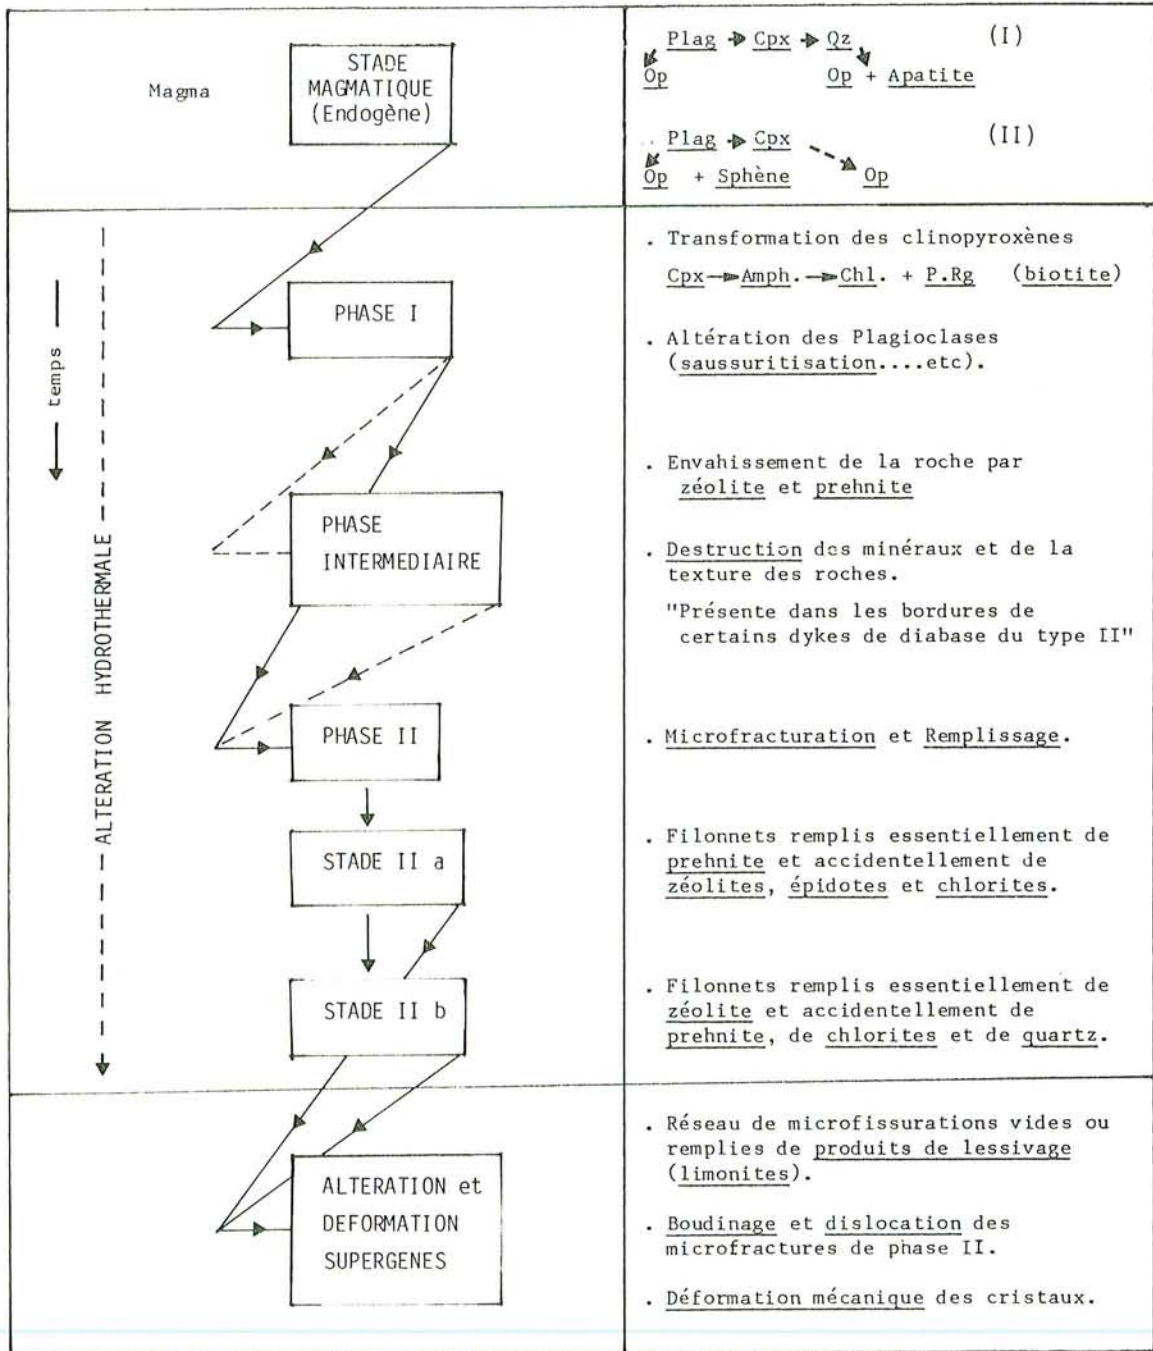 Magma
STADE
MAGMATIQUE
(Endogène)
Plag Cpx Qz (I)
Op Op + Apatite
Plag Cpx (II)
Op + Sphène Op
temps
ALTERATION HYDROTHERMALE
PHASE I
. Transformation des clinopyroxènes
Cpx Amph. Chl. + P.Rg (biotite)
. Altération des Plagioclases
(saussuritisation....etc).
PHASE
INTERMEDIAIRE
. Envahissement de la roche par
zéolite et prehnite
. Destruction des minéraux et de la
texture des roches.
"Présente dans les bordures de
certains dykes de diabase du type II"
PHASE II
. Microfracturation et Remplissage.
STADE II a
. Filonnets remplis essentiellement de
prehnite et accidentellement de
zéolites, épidotes et chlorites.
STADE II b
. Filonnets remplis essentiellement de
zéolite et accidentellement de
prehnite, de chlorites et de quartz.
ALTERATION et
DEFORMATION
SUPERGENES
. Réseau de microfissurations vides ou
remplies de produits de lessivage
(limonites).
. Boudinage et dislocation des
microfractures de phase II.
. Déformation mécanique des cristaux.